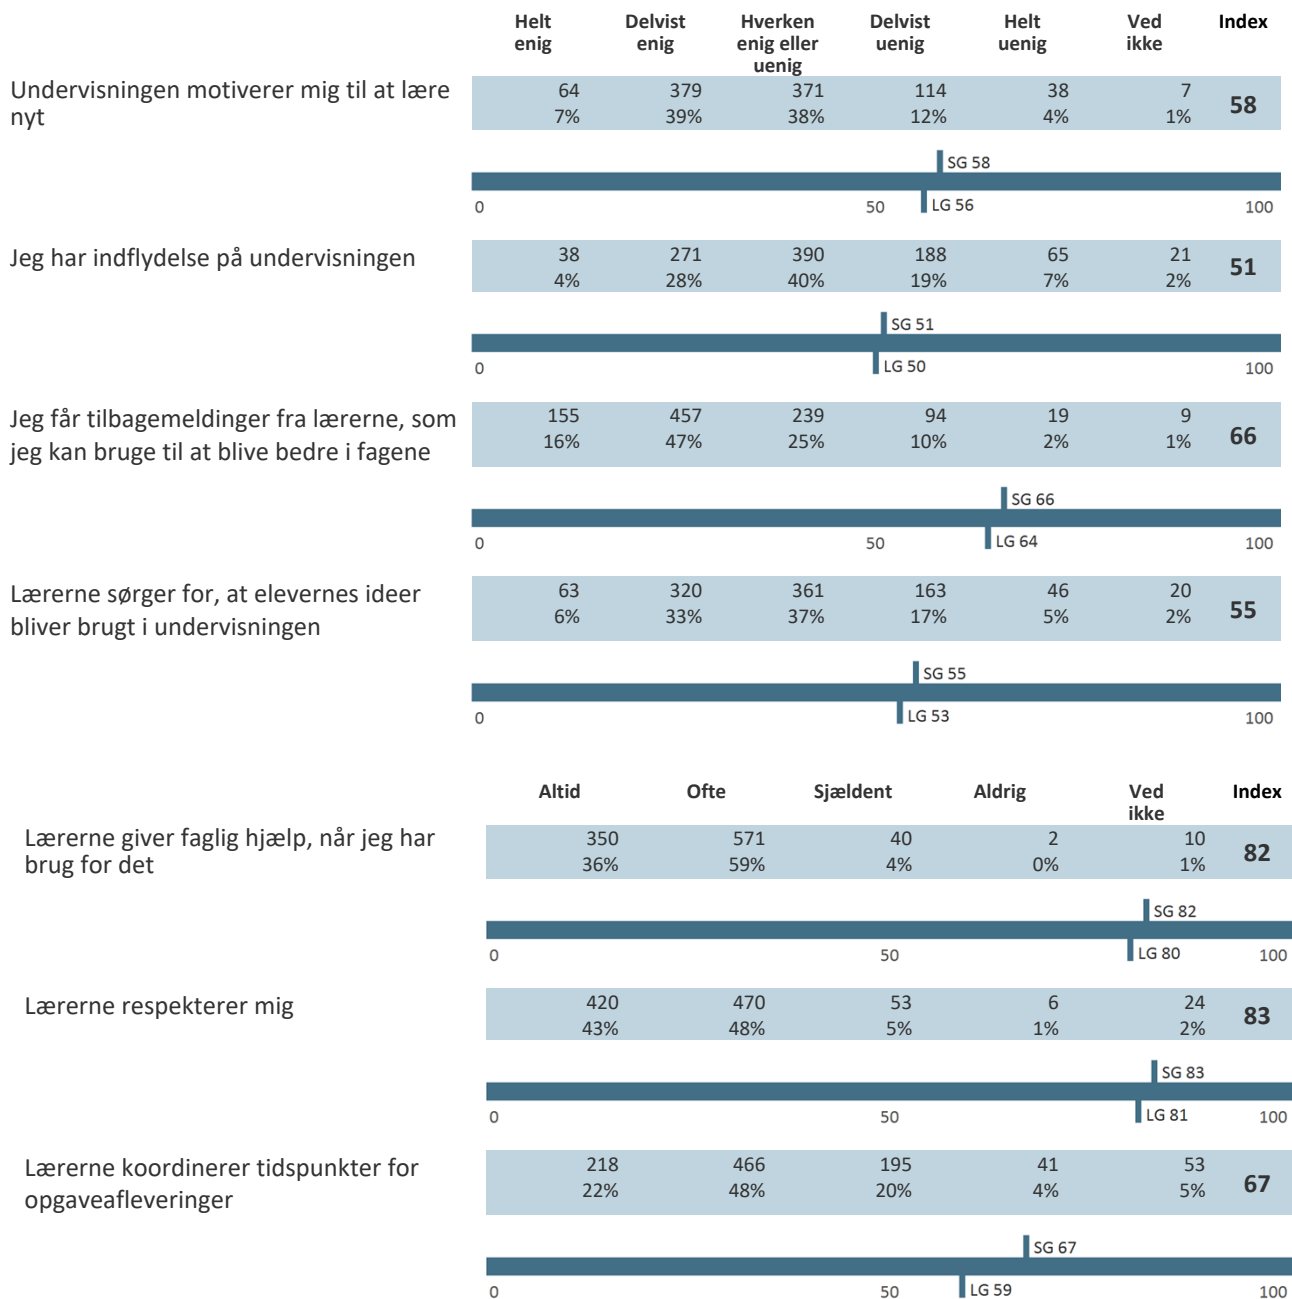 Helt enig Delvist enig Hverken enig eller uenig Delvist uenig Helt uenig Ved ikke Index
Undervisningen motiverer mig til at lære nyt
64 379 371 114 38 7 58
7% 39% 38% 12% 4% 1%
SG 58
0 50 LG 56 100
Jeg har indflydelse på undervisningen
38 271 390 188 65 21 51
4% 28% 40% 19% 7% 2%
SG 51
0 LG 50 100
Jeg får tilbagemeldinger fra lærerne, som
jeg kan bruge til at blive bedre i fagene
155 457 239 94 19 9 66
16% 47% 25% 10% 2% 1%
SG 66
0 50 LG 64 100
Lærerne sørger for, at elevernes ideer
bliver brugt i undervisningen
63 320 361 163 46 20 55
6% 33% 37% 17% 5% 2%
SG 55
0 LG 53 100
Altid Ofte Sjældent Aldrig Ved ikke Index
Lærerne giver faglig hjælp, når jeg har
brug for det
350 571 40 2 10 82
36% 59% 4% 0% 1%
SG 82
0 50 LG 80 100
Lærerne respekterer mig
420 470 53 6 24 83
43% 48% 5% 1% 2%
SG 83
0 50 LG 81 100
Lærerne koordinerer tidspunkter for
opgaveafleveringer
218 466 195 41 53 67
22% 48% 20% 4% 5%
SG 67
0 50 LG 59 100